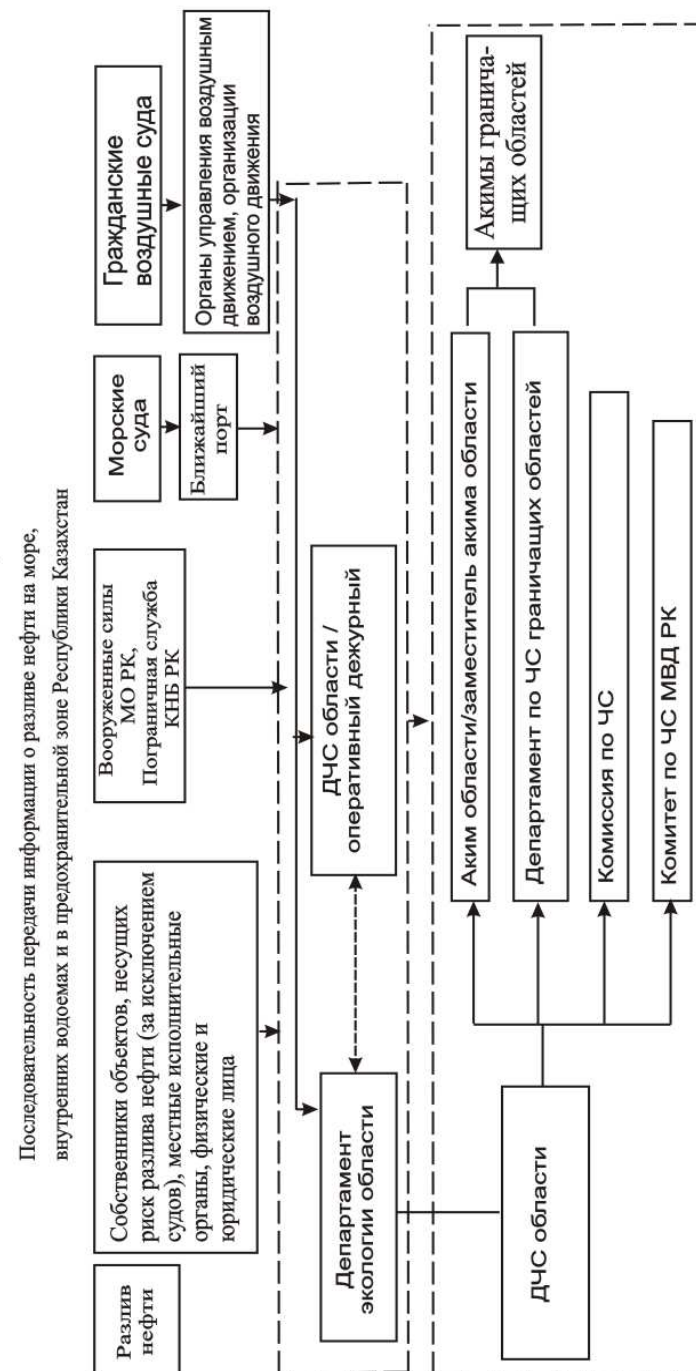 Последовательность передачи информации о разливе нефти на море,
внутренних водоемах и в предохранительной зоне Республики Казахстан
Разлив
нефти
Собственники объектов, несущих
риск разлива нефти (за исключением
судов), местные исполнительные
органы, физические и
юридические лица
Вооруженные силы
МО РК,
Пограничная служба
КНБ РК
Морские
суда
Ближайший
порт
Гражданские
воздушные суда
Органы управления воздушным
движением, организации
воздушного движения
Департамент
экологии области
ДЧС области /
оперативный дежурный
ДЧС области
Аким области/заместитель акима области
Департамент по ЧС граничащих областей
Комиссия по ЧС
Комитет по ЧС МВД РК
Акимы гранича-
щих областей